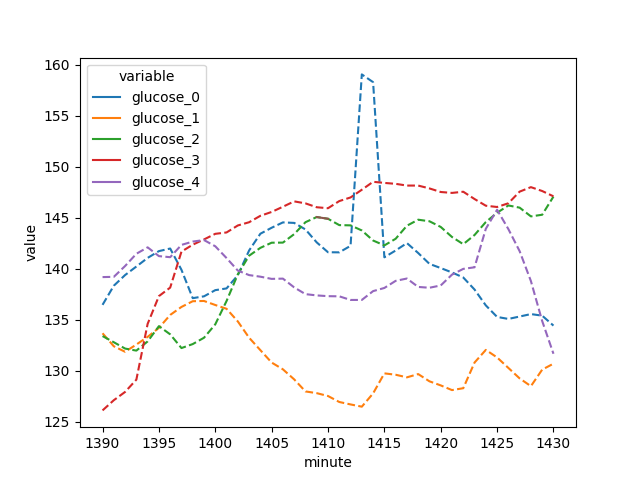 variable
glucose_0
glucose_1
glucose_2
glucose_3
glucose_4
value
160
155
150
145
140
135
130
125
1390 1395 1400 1405 1410 1415 1420 1425 1430
minute